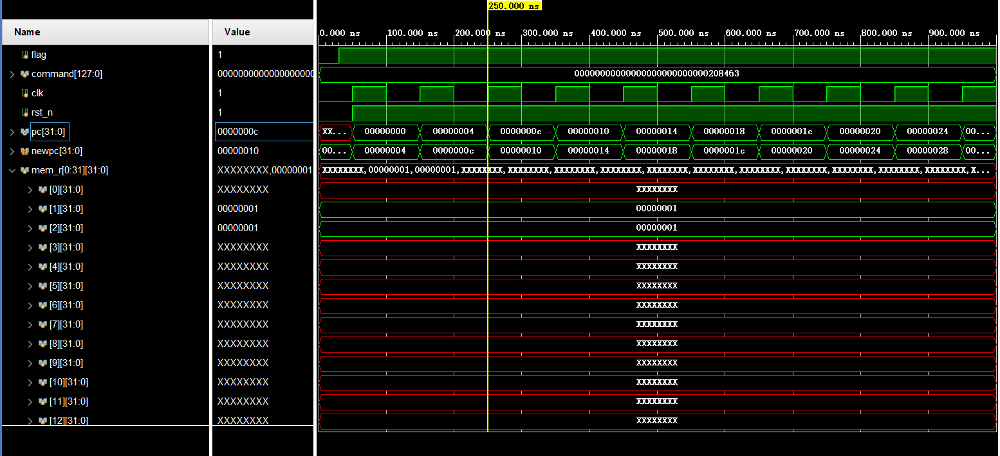 250.000 ns
Name Value
0.000 ns 100.000 ns 200.000 ns 300.000 ns 400.000 ns 500.000 ns 600.000 ns 700.000 ns 800.000 ns 900.000 ns
flag 1
command[127:0] 00000000000000000000000000208463
clk 1
rst_n 1
pc[31:0] 0000000c XX... 00000000 00000004 0000000c 00000010 00000014 00000018 0000001c 00000020 00000024 00...
newpc[31:0] 00000010 00... 00000004 0000000c 00000010 00000014 00000018 0000001c 00000020 00000024 00000028 00...
mem_r[0:31][31:0] XXXXXXXX,00000001 XXXXXXXX,00000001,00000001,XXXXXXXX,XXXXXXXX,XXXXXXXX,XXXXXXXX,XXXXXXXX,XXXXXXXX,XXXXXXXX,XXXXXXXX,XXXXXXXX,XXXXXXXX,XXXXXXXX,X...
[0][31:0] XXXXXXXX XXXXXXXX
[1][31:0] 00000001 00000001
[2][31:0] 00000001 00000001
[3][31:0] XXXXXXXX XXXXXXXX
[4][31:0] XXXXXXXX XXXXXXXX
[5][31:0] XXXXXXXX XXXXXXXX
[6][31:0] XXXXXXXX XXXXXXXX
[7][31:0] XXXXXXXX XXXXXXXX
[8][31:0] XXXXXXXX XXXXXXXX
[9][31:0] XXXXXXXX XXXXXXXX
[10][31:0] XXXXXXXX XXXXXXXX
[11][31:0] XXXXXXXX XXXXXXXX
[12][31:0] XXXXXXXX XXXXXXXX